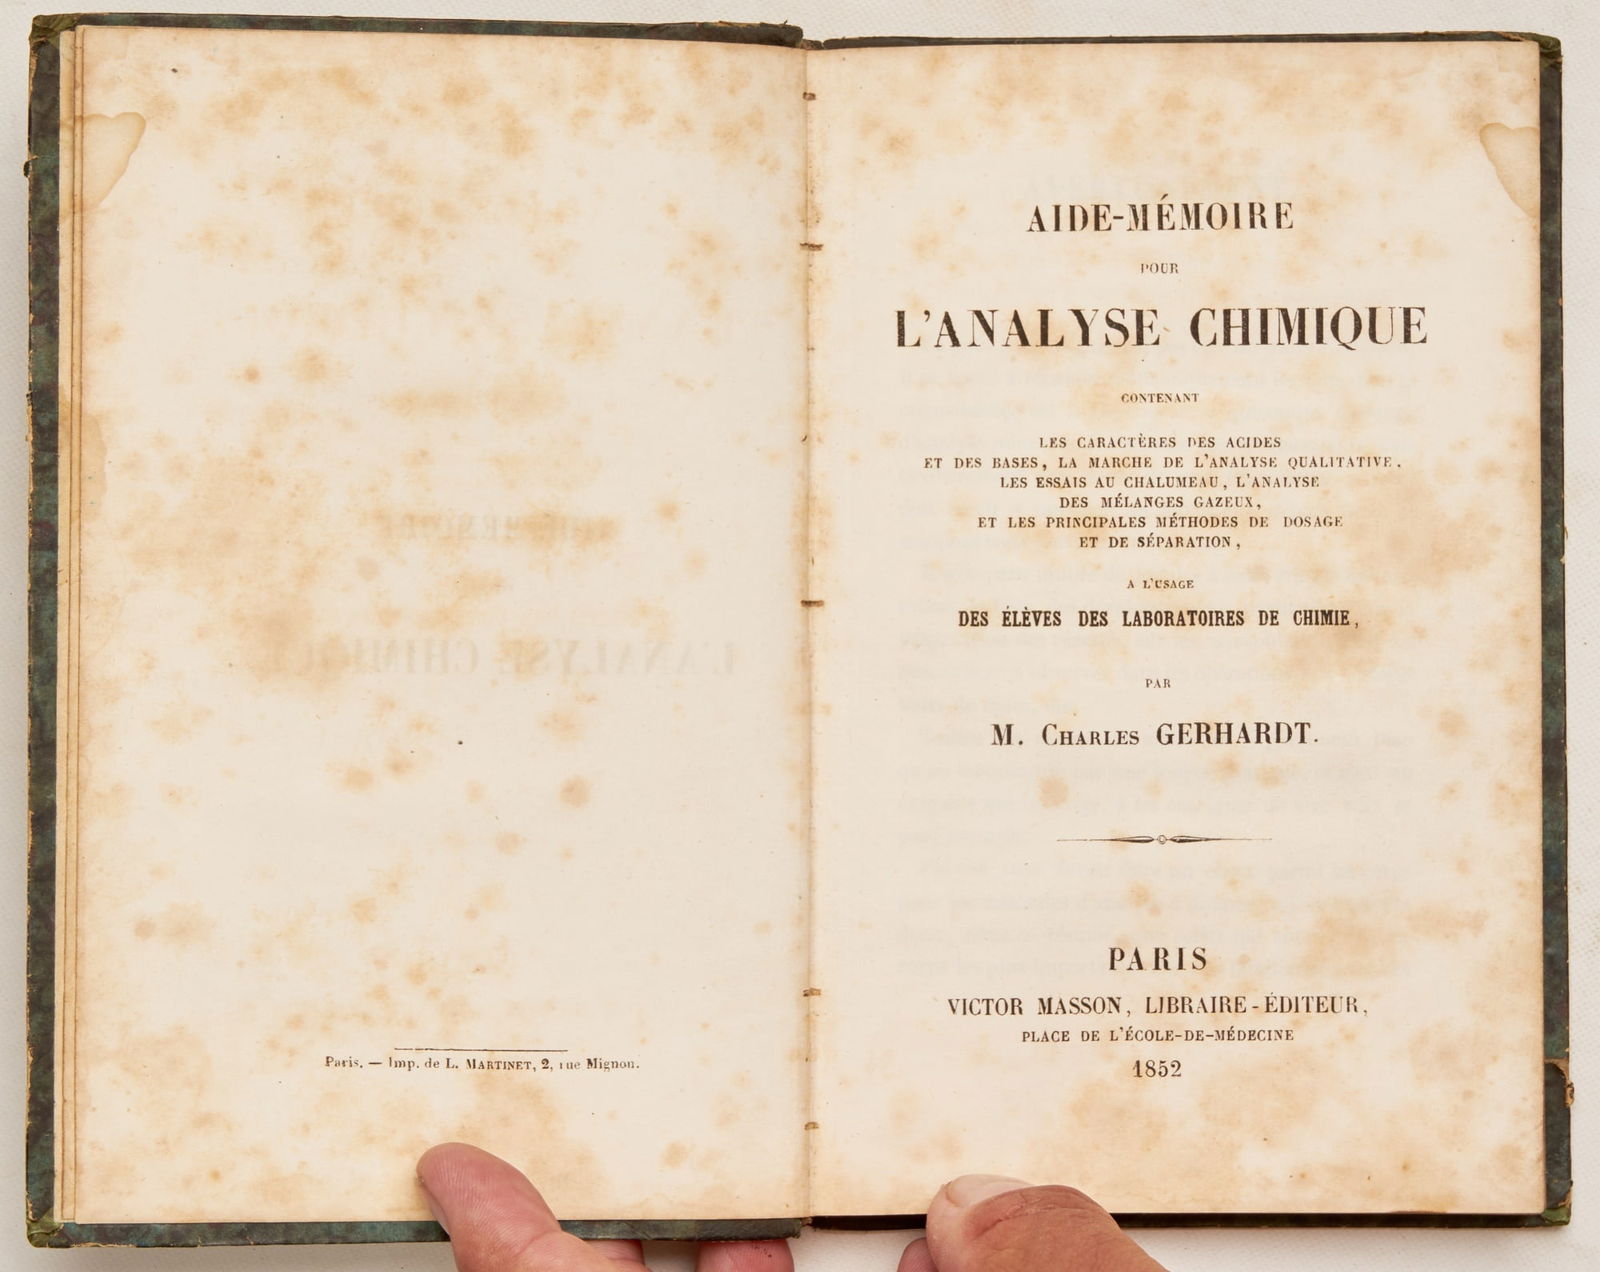 Paris. — Imp. de L. MARTINET, 2, rue Mignon.
AIDE-MÉMOIRE
POUR
L'ANALYSE CHIMIQUE
CONTENANT
LES CARACTÈRES DES ACIDES
ET DES BASES, LA MARCHE DE L'ANALYSE QUALITATIVE,
LES ESSAIS AU CHALUMEAU, L'ANALYSE
DES MÉLANGES GAZEUX,
ET LES PRINCIPALES MÉTHODES DE DOSAGE
ET DE SÉPARATION,
A L'USAGE
DES ÉLÈVES DES LABORATOIRES DE CHIMIE,
PAR
M. CHARLES GERHARDT.
PARIS
VICTOR MASSON, LIBRAIRE-ÉDITEUR,
PLACE DE L'ÉCOLE-DE-MÉDECINE
1852